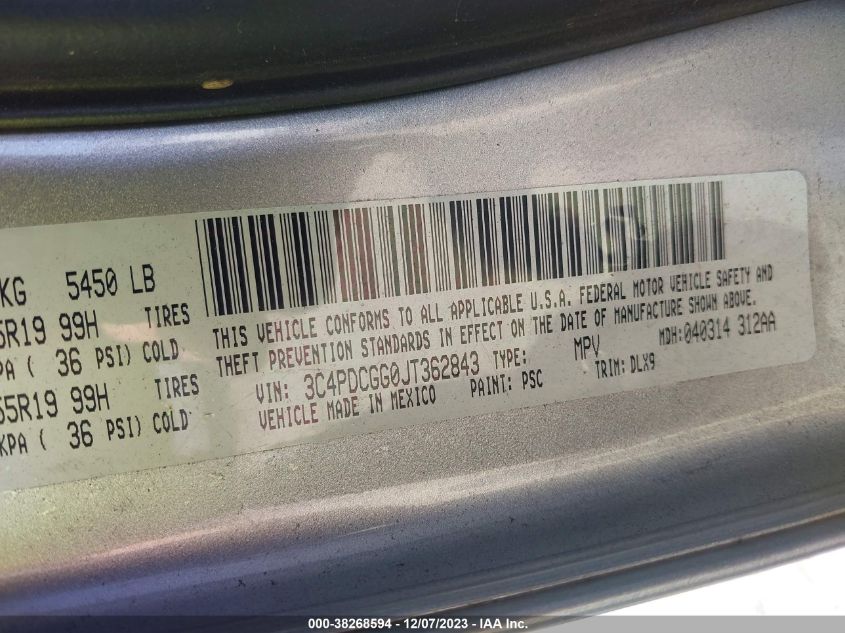 KG 5450 LB
5R19 99H TIRES
PA ( 36 PSI) COLD
55R19 99H TIRES
KPA ( 36 PSI) COLD
THIS VEHICLE CONFORMS TO ALL APPLICABLE U.S.A. FEDERAL MOTOR VEHICLE SAFETY AND
THEFT PREVENTION STANDARDS IN EFFECT ON THE DATE OF MANUFACTURE SHOWN ABOVE.
VIN: 3C4PDCGG0JT362843 TYPE: MPV MDH:040314 312AA
VEHICLE MADE IN MEXICO PAINT: PSC TRIM: DLX9
000-38268594 - 12/07/2023 - IAA Inc.